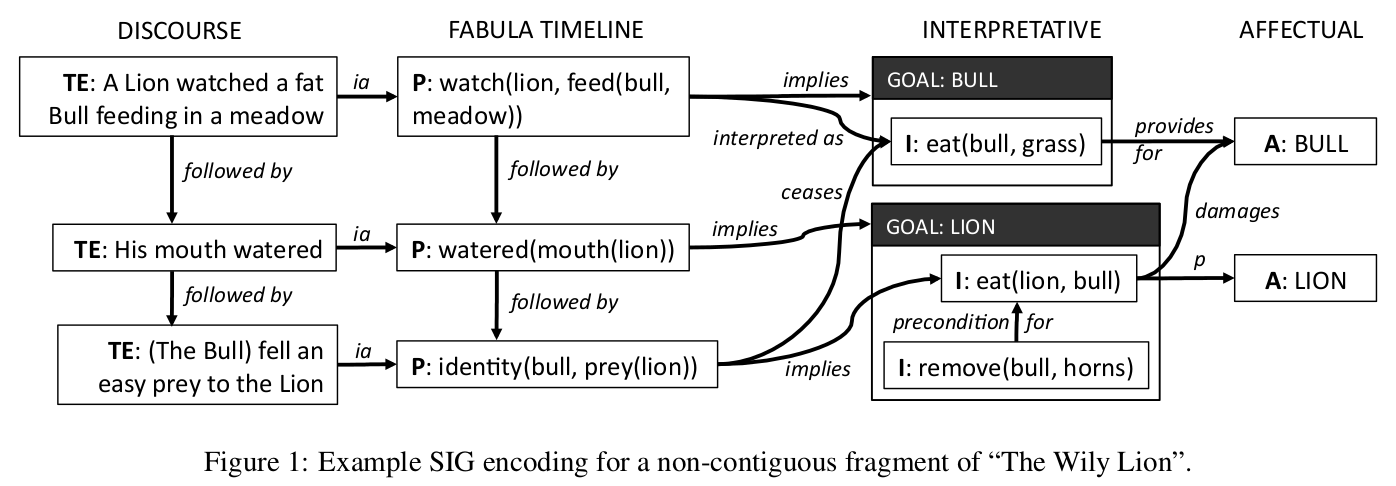 DISCOURSE
FABULA TIMELINE
INTERPRETATIVE
AFFECTUAL
TE: A Lion watched a fat
Bull feeding in a meadow
ia
P: watch(lion, feed(bull,
meadow))
implies
interpreted as
GOAL: BULL
I: eat(bull, grass)
provides
for
A: BULL
followed by
followed by
ceases
damages
TE: His mouth watered
ia
P: watered(mouth(lion))
implies
GOAL: LION
I: eat(lion, bull)
p
A: LION
followed by
followed by
precondition for
TE: (The Bull) fell an
easy prey to the Lion
ia
P: identity(bull, prey(lion))
implies
I: remove(bull, horns)
Figure 1: Example SIG encoding for a non-contiguous fragment of “The Wily Lion”.